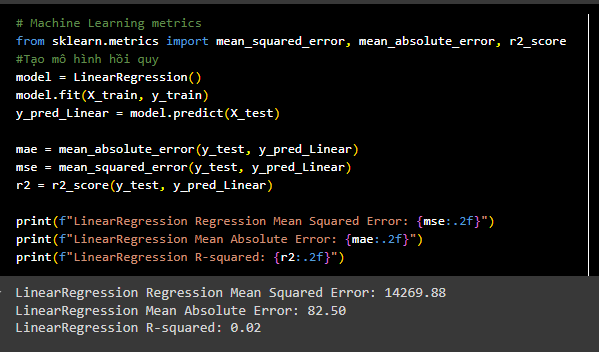 # Machine Learning metrics
from sklearn.metrics import mean_squared_error, mean_absolute_error, r2_score
#Tạo mô hình hồi quy
model = LinearRegression()
model.fit(X_train, y_train)
y_pred_Linear = model.predict(X_test)
mae = mean_absolute_error(y_test, y_pred_Linear)
mse = mean_squared_error(y_test, y_pred_Linear)
r2 = r2_score(y_test, y_pred_Linear)
print(f"LinearRegression Regression Mean Squared Error: {mse:.2f}")
print(f"LinearRegression Mean Absolute Error: {mae:.2f}")
print(f"LinearRegression R-squared: {r2:.2f}")
LinearRegression Regression Mean Squared Error: 14269.88
LinearRegression Mean Absolute Error: 82.50
LinearRegression R-squared: 0.02